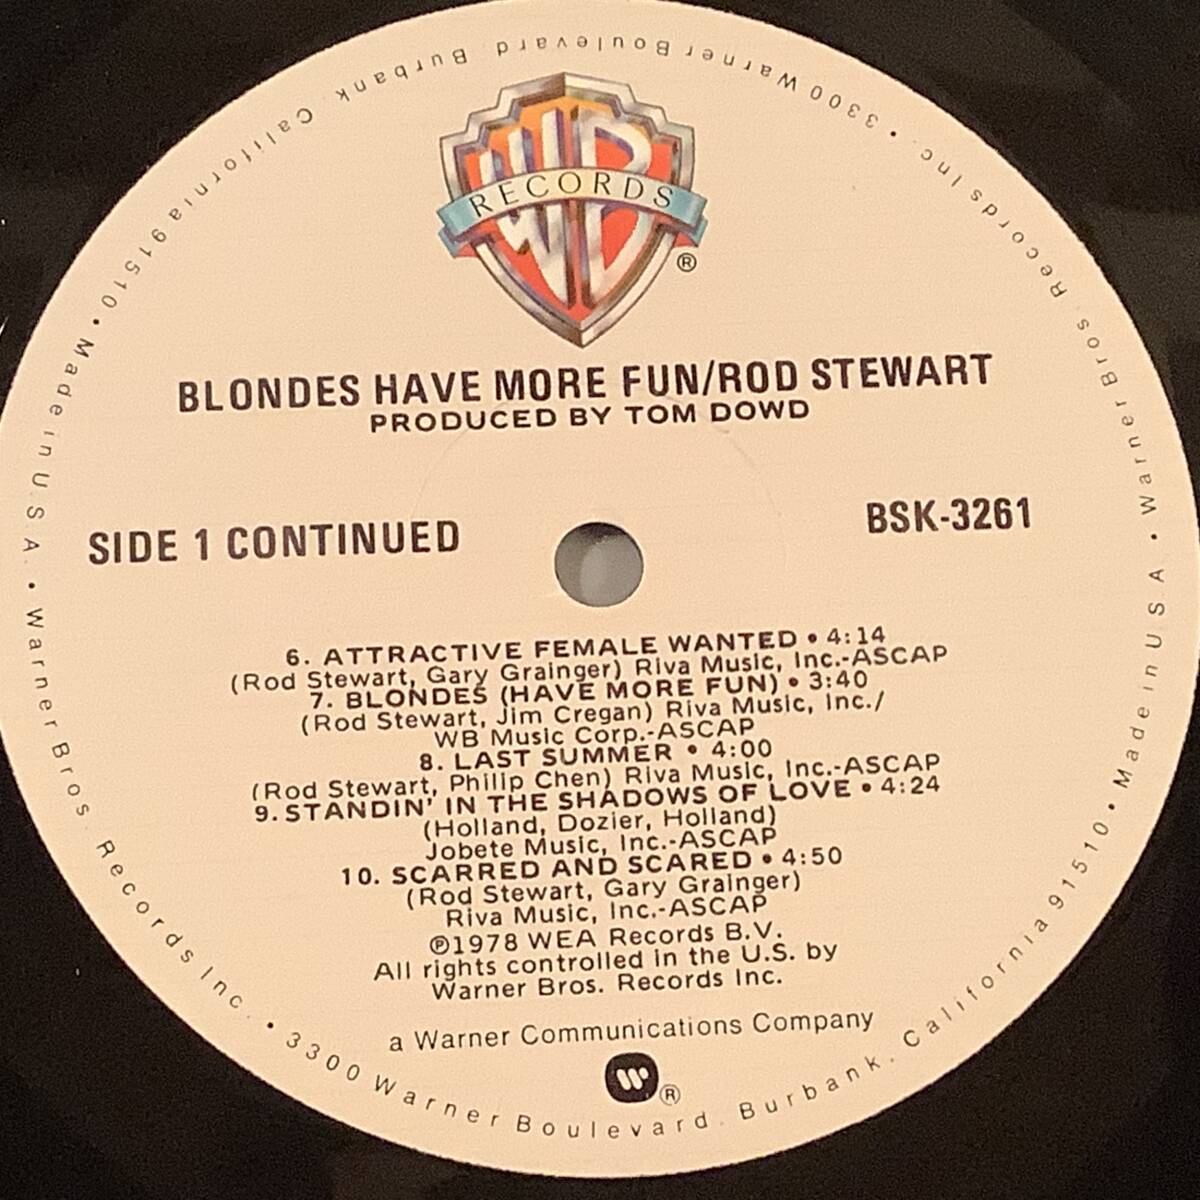 WB
RECORDS
®
BLONDES HAVE MORE FUN/ROD STEWART
PRODUCED BY TOM DOWD
SIDE 1 CONTINUED
BSK-3261
6. ATTRACTIVE FEMALE WANTED • 4:14
(Rod Stewart, Gary Grainger) Riva Music, Inc.-ASCAP
7. BLONDES (HAVE MORE FUN) • 3:40
(Rod Stewart, Jim Cregan) Riva Music, Inc./
WB Music Corp.-ASCAP
8. LAST SUMMER • 4:00
(Rod Stewart, Philip Chen) Riva Music, Inc.-ASCAP
9. STANDIN' IN THE SHADOWS OF LOVE • 4:24
(Holland, Dozier, Holland)
Jobete Music, Inc.-ASCAP
10. SCARRED AND SCARED • 4:50
(Rod Stewart, Gary Grainger)
Riva Music, Inc.-ASCAP
℗1978 WEA Records B.V.
All rights controlled in the U.S. by
Warner Bros. Records Inc.
a Warner Communications Company
W ®
Warner Bros. Records Inc. • 3300 Warner Boulevard. Burbank. California 91510 • Made in U.S.A. • Warner Bros. Records Inc. • 3300 Warner Boulevard. Burbank. California 91510 • Made in U.S.A. •